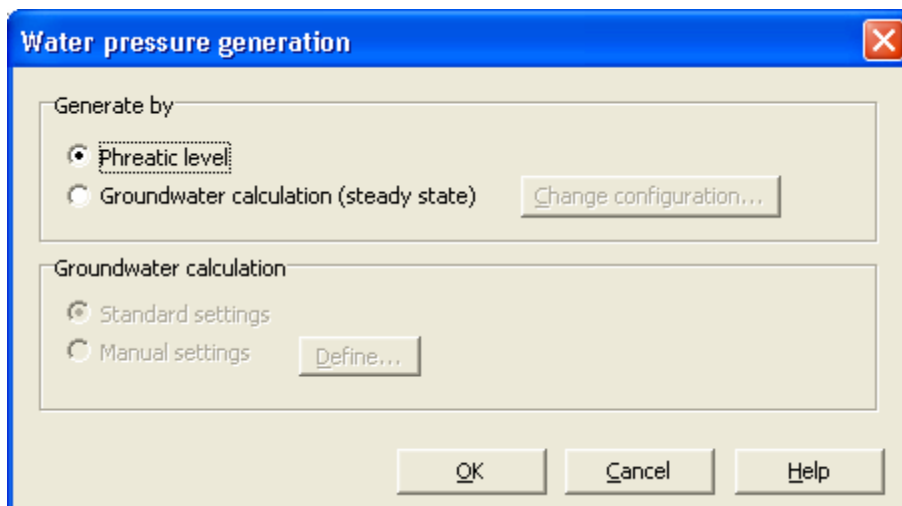 Water pressure generation
Generate by
Phreatic level
Groundwater calculation (steady state)
Change configuration...
Groundwater calculation
Standard settings
Manual settings
Define...
OK
Cancel
Help